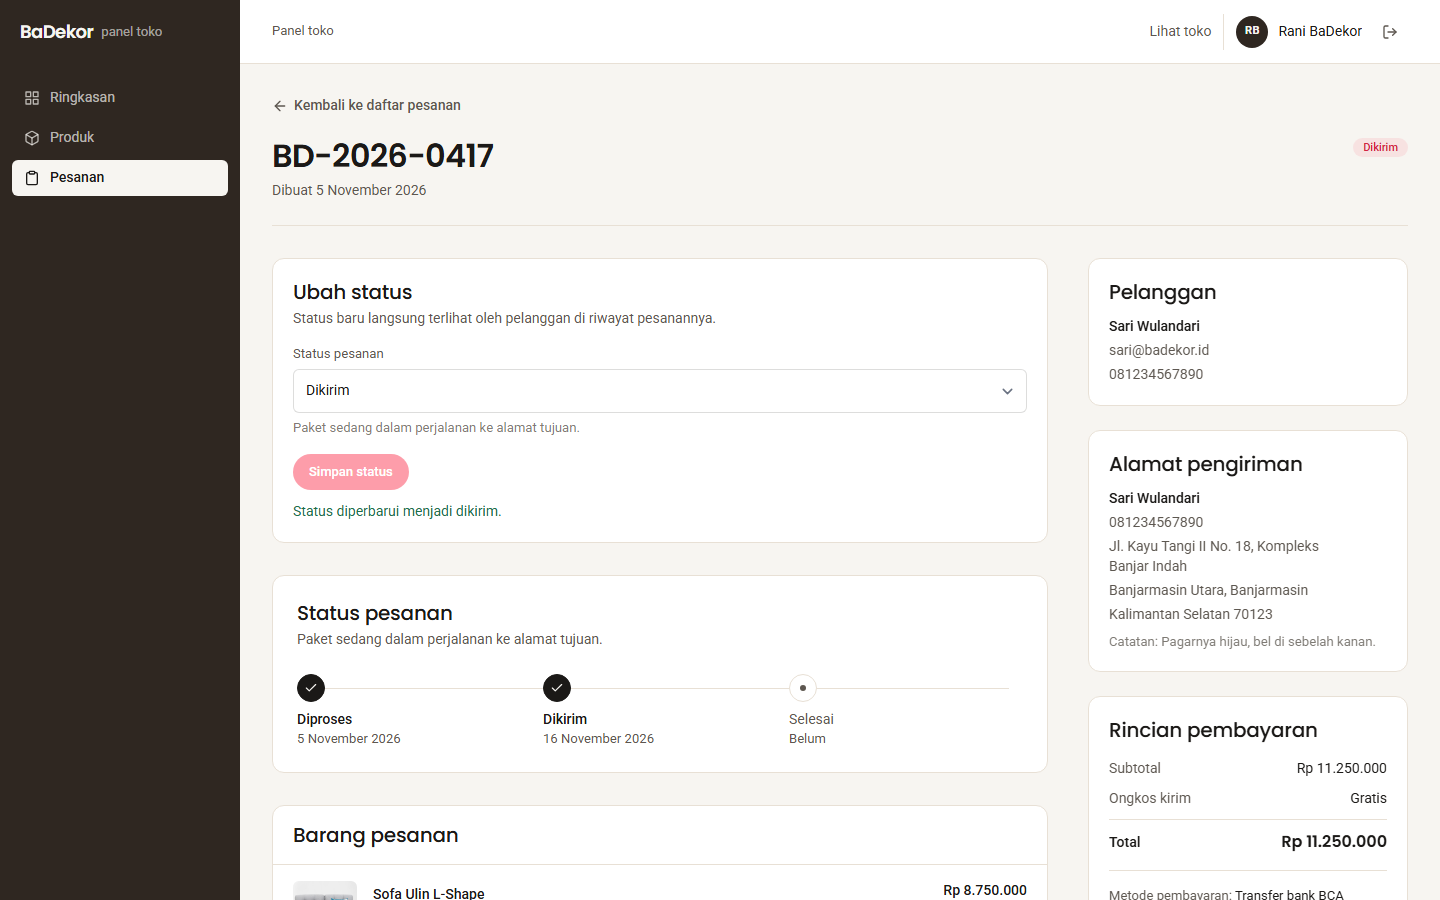 BaDekor panel toko
Ringkasan
Produk
Pesanan
Panel toko
Lihat toko
RB
Rani BaDekor
Kembali ke daftar pesanan
BD-2026-0417
Dikirim
Dibuat 5 November 2026
Ubah status
Status baru langsung terlihat oleh pelanggan di riwayat pesanannya.
Status pesanan
Dikirim
Paket sedang dalam perjalanan ke alamat tujuan.
Simpan status
Status diperbarui menjadi dikirim.
Status pesanan
Paket sedang dalam perjalanan ke alamat tujuan.
Diproses
5 November 2026
Dikirim
16 November 2026
Selesai
Belum
Barang pesanan
Sofa Ulin L-Shape
Rp 8.750.000
Pelanggan
Sari Wulandari
sari@badekor.id
081234567890
Alamat pengiriman
Sari Wulandari
081234567890
Jl. Kayu Tangi II No. 18, Kompleks
Banjar Indah
Banjarmasin Utara, Banjarmasin
Kalimantan Selatan 70123
Catatan: Pagarnya hijau, bel di sebelah kanan.
Rincian pembayaran
Subtotal Rp 11.250.000
Ongkos kirim Gratis
Total Rp 11.250.000
Metode pembayaran: Transfer bank BCA